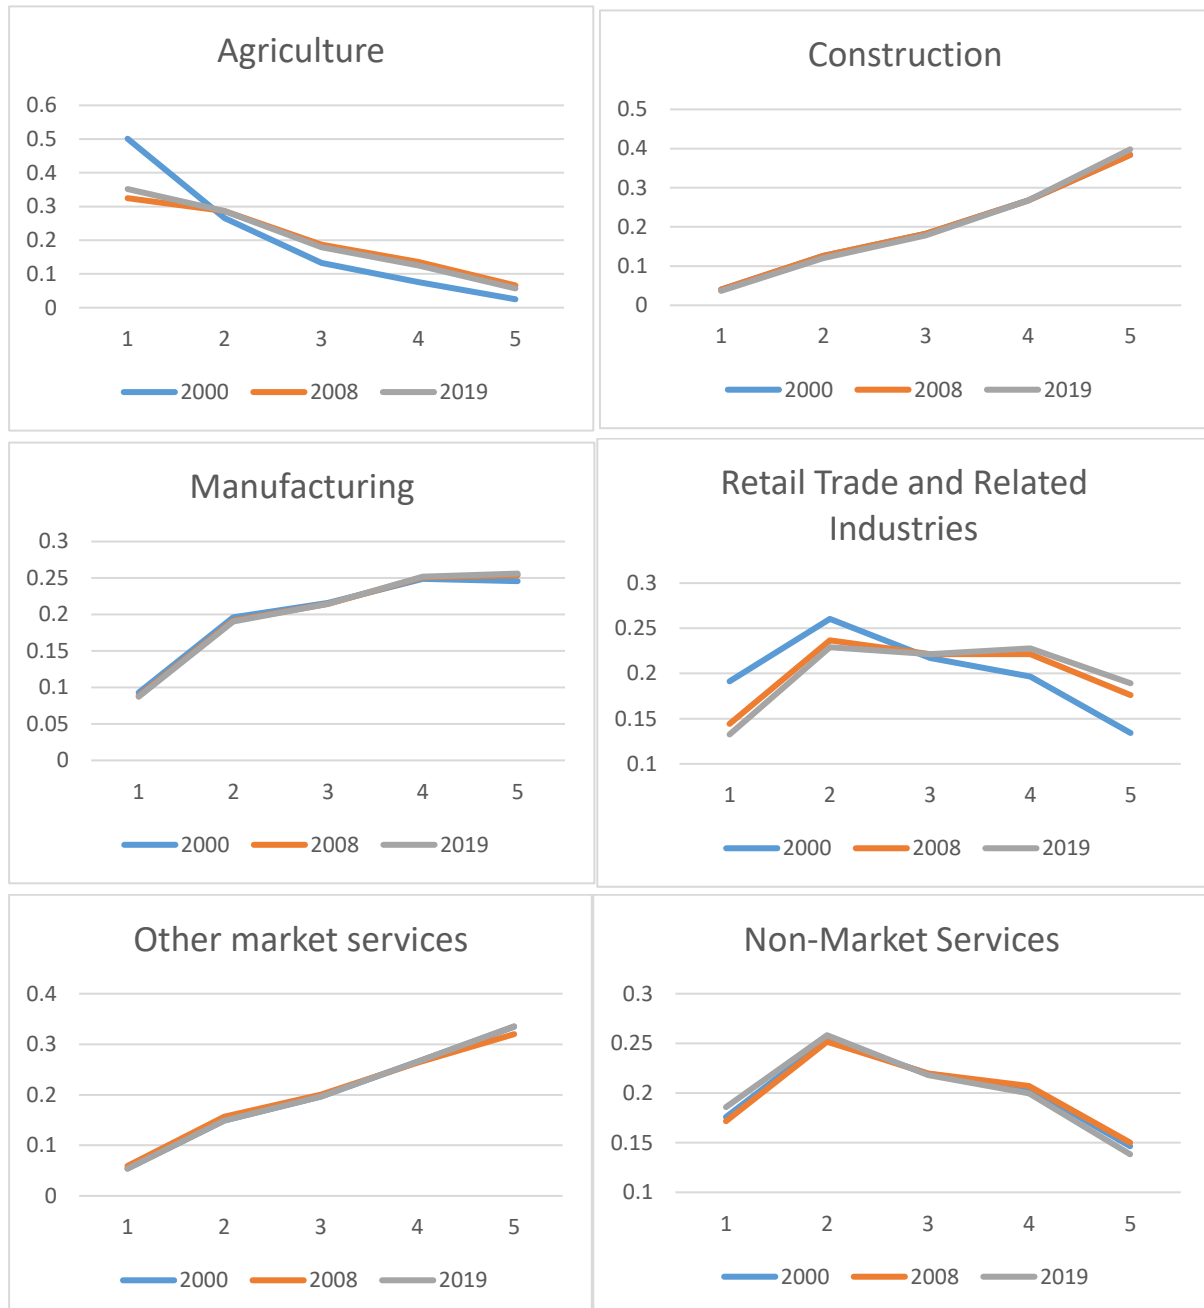 Agriculture
0.6
0.5
0.4
0.3
0.2
0.1
0
1 2 3 4 5
2000 2008 2019
Construction
0.5
0.4
0.3
0.2
0.1
0
1 2 3 4 5
2000 2008 2019
Manufacturing
0.3
0.25
0.2
0.15
0.1
0.05
0
1 2 3 4 5
2000 2008 2019
Retail Trade and Related
Industries
0.3
0.25
0.2
0.15
0.1
1 2 3 4 5
2000 2008 2019
Other market services
0.4
0.3
0.2
0.1
0
1 2 3 4 5
2000 2008 2019
Non-Market Services
0.3
0.25
0.2
0.15
0.1
1 2 3 4 5
2000 2008 2019